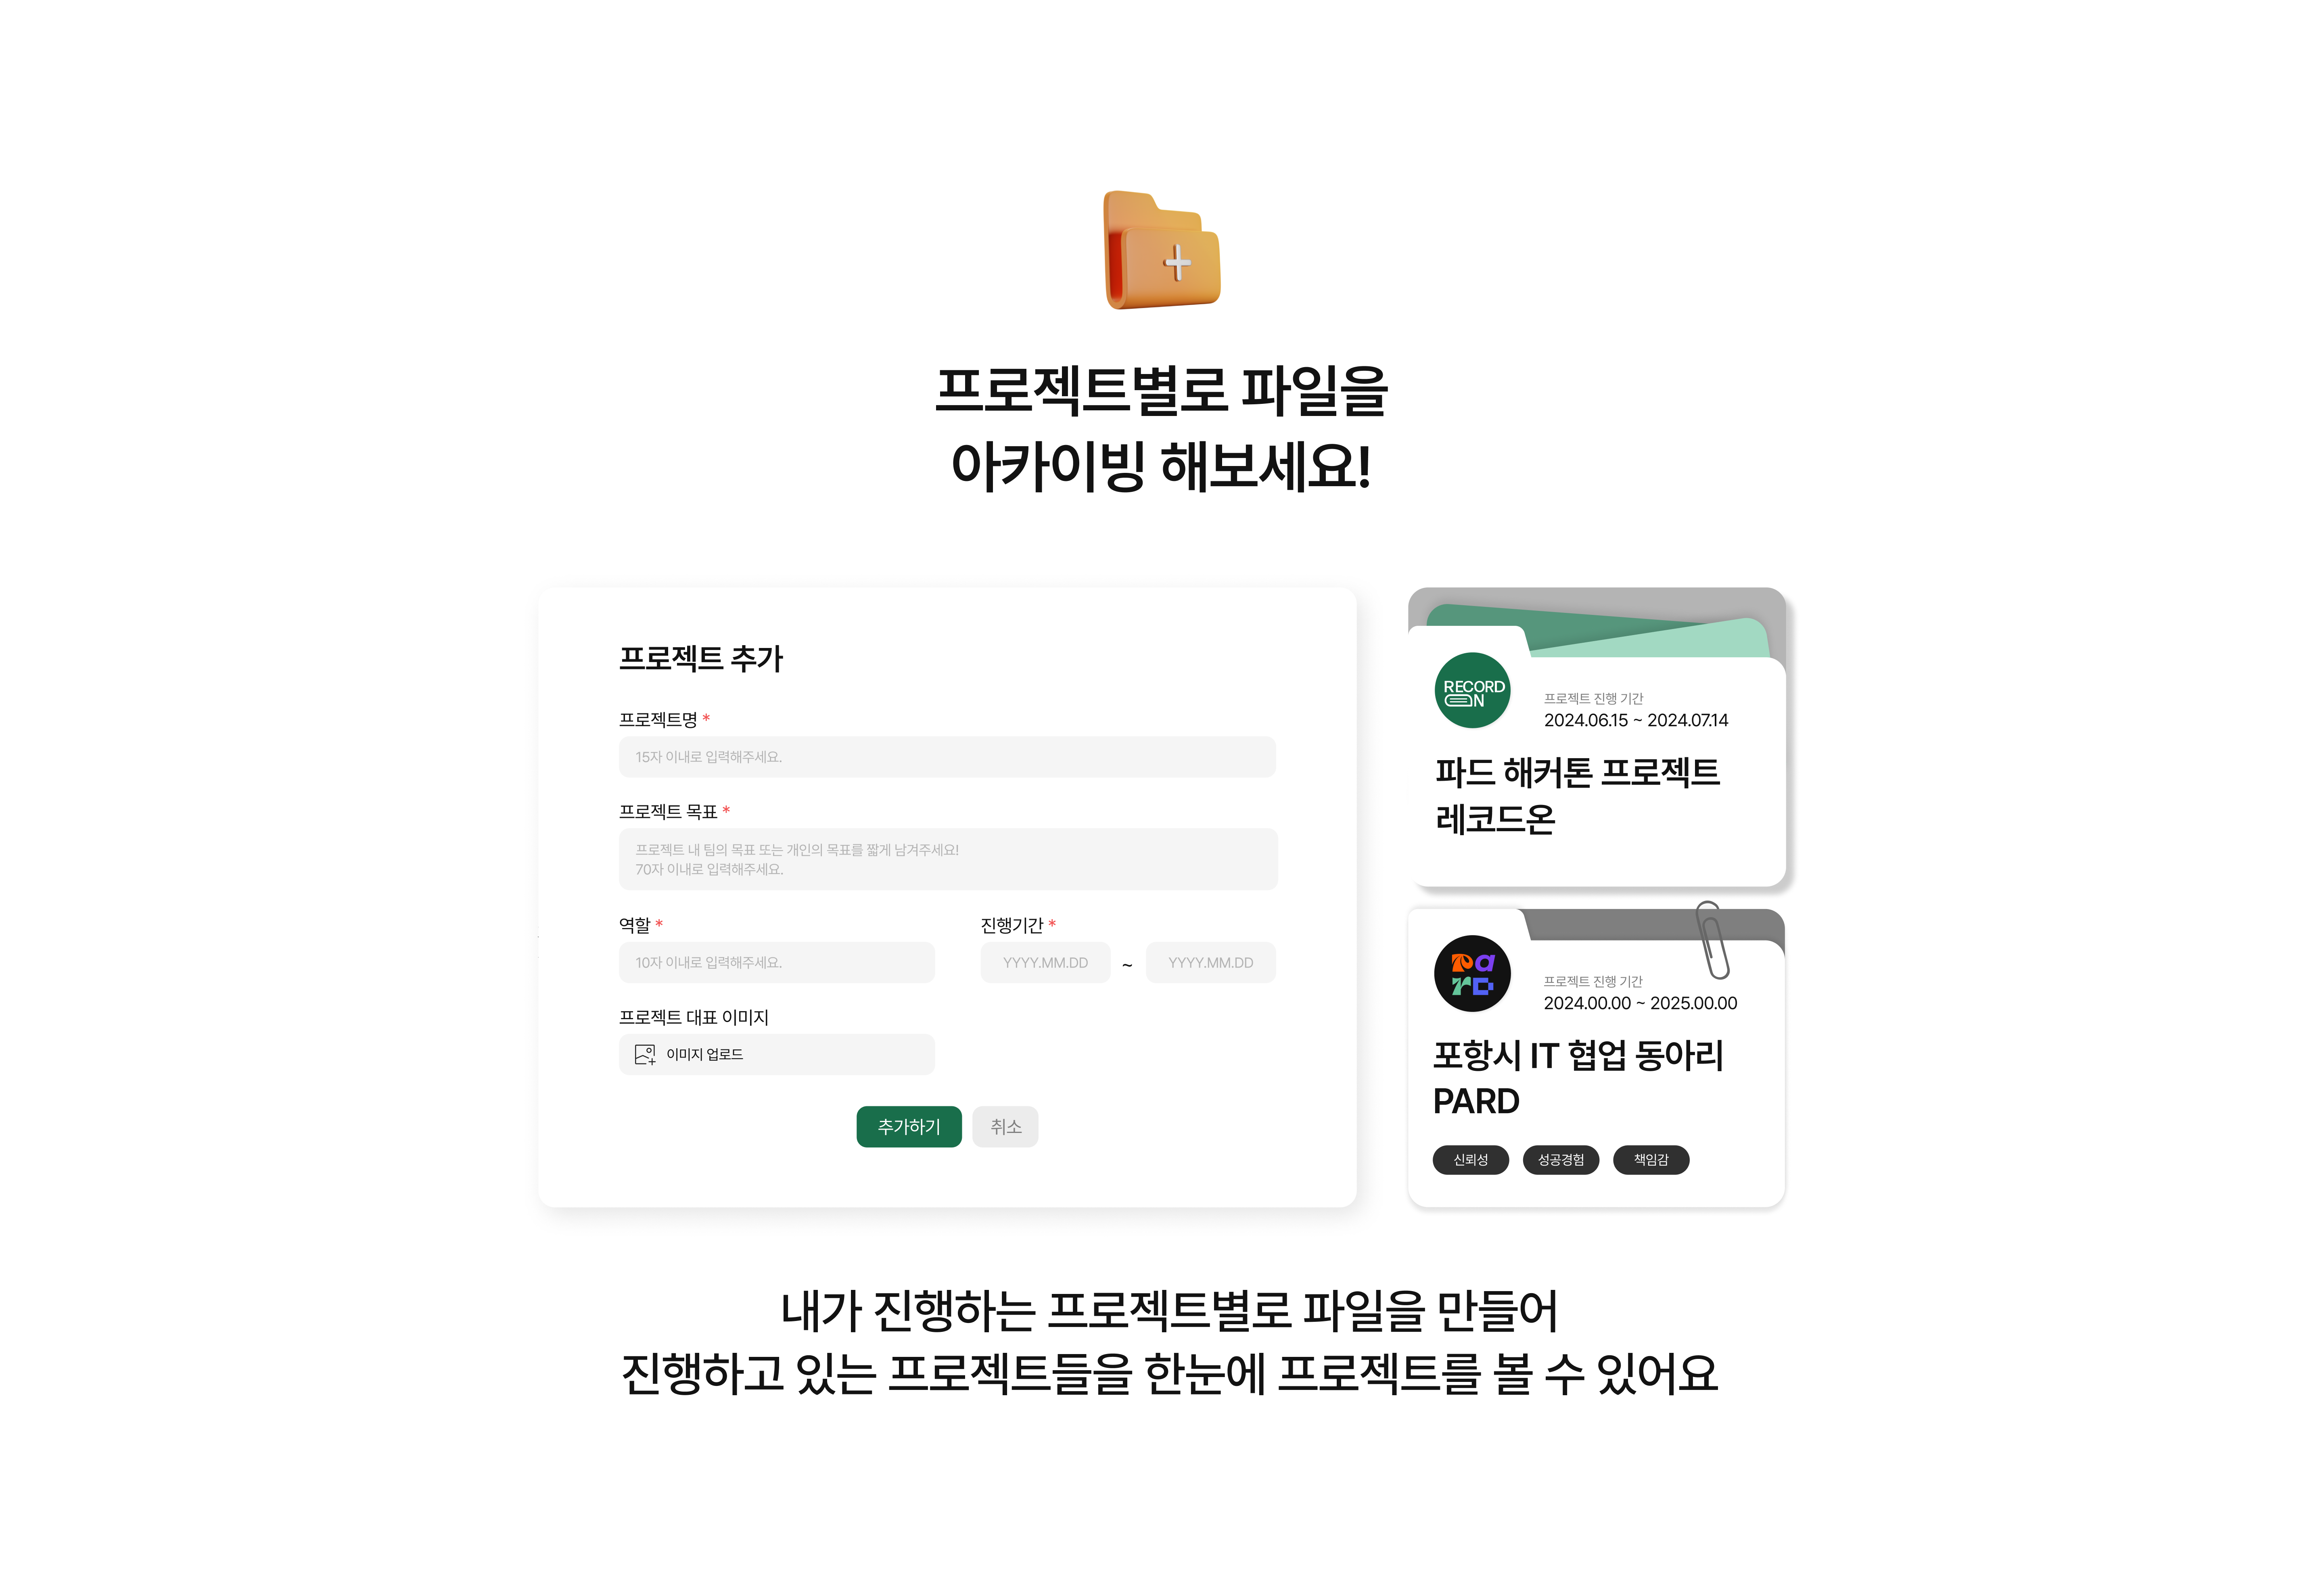 프로젝트별로 파일을
아카이빙 해보세요!
프로젝트 추가
프로젝트명 *
15자 이내로 입력해주세요.
프로젝트 목표 *
프로젝트 내 팀의 목표 또는 개인의 목표를 짧게 남겨주세요!
70자 이내로 입력해주세요.
역할 *
진행기간 *
10자 이내로 입력해주세요.
YYYY.MM.DD ~ YYYY.MM.DD
프로젝트 대표 이미지
이미지 업로드
추가하기
취소
RECORD
ON
프로젝트 진행 기간
2024.06.15 ~ 2024.07.14
파드 해커톤 프로젝트
레코드온
pa
rD
프로젝트 진행 기간
2024.00.00 ~ 2025.00.00
포항시 IT 협업 동아리
PARD
신뢰성
성공경험
책임감
내가 진행하는 프로젝트별로 파일을 만들어
진행하고 있는 프로젝트들을 한눈에 프로젝트를 볼 수 있어요